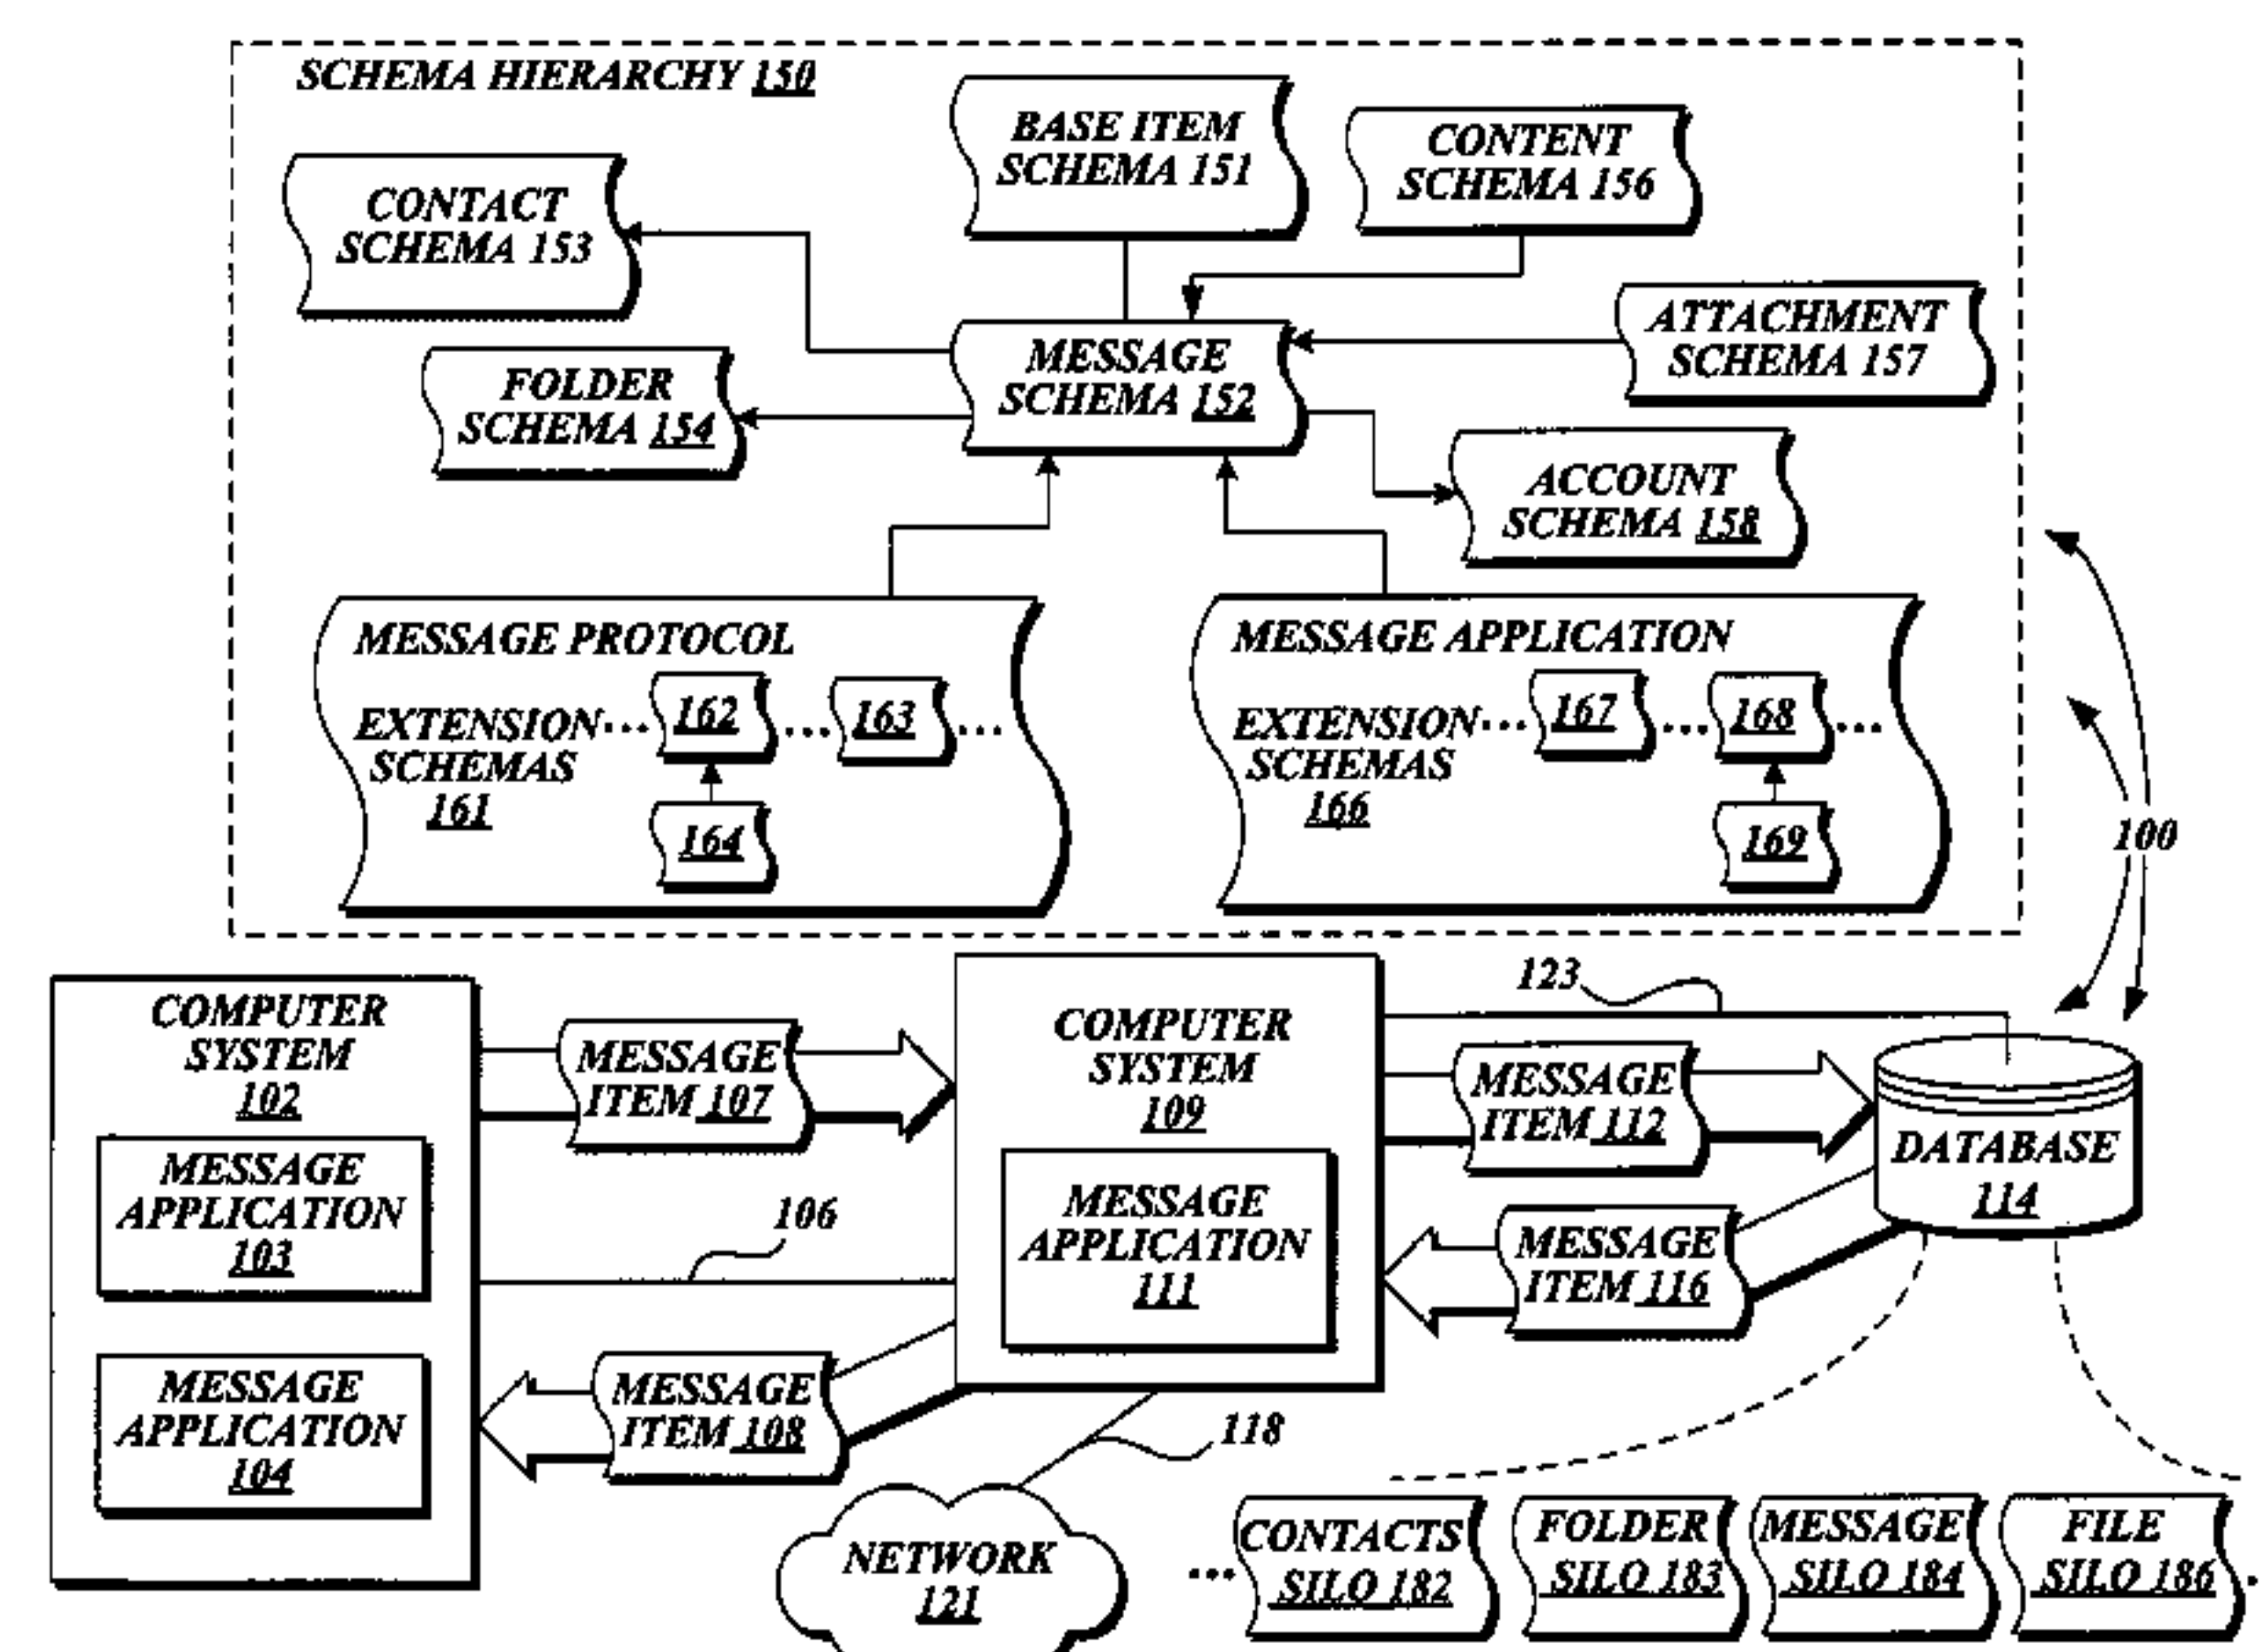 SCHEMA HIERARCHY 150
BASE ITEM
SCHEMA 151
CONTENT
SCHEMA 156
CONTACT
SCHEMA 153
ATTACHMENT
SCHEMA 157
MESSAGE
SCHEMA 152
FOLDER
SCHEMA 154
ACCOUNT
SCHEMA 158
MESSAGE PROTOCOL
EXTENSION... 162 ... 163 ...
SCHEMAS
161
164
MESSAGE APPLICATION
EXTENSION... 167 ... 168 ...
SCHEMAS
166
169
100
COMPUTER
SYSTEM
102
MESSAGE
APPLICATION
103
MESSAGE
APPLICATION
104
MESSAGE
ITEM 107
106
MESSAGE
ITEM 108
COMPUTER
SYSTEM
109
MESSAGE
APPLICATION
111
123
MESSAGE
ITEM 112
MESSAGE
ITEM 116
DATABASE
114
118
NETWORK
121
... CONTACTS
SILO 182
FOLDER
SILO 183
MESSAGE
SILO 184
FILE
SILO 186